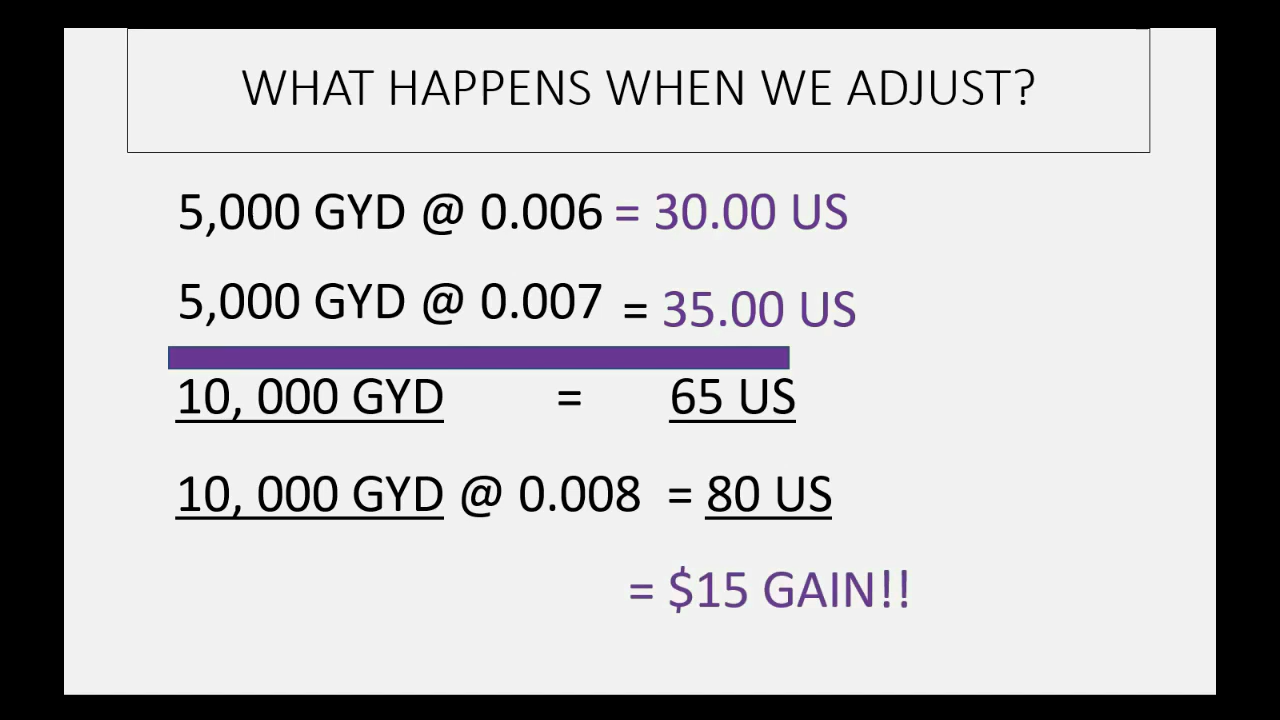 WHAT HAPPENS WHEN WE ADJUST?
5,000 GYD @ 0.006 = 30.00 US
5,000 GYD @ 0.007 = 35.00 US
10, 000 GYD = 65 US
10, 000 GYD @ 0.008 = 80 US
= $15 GAIN!!